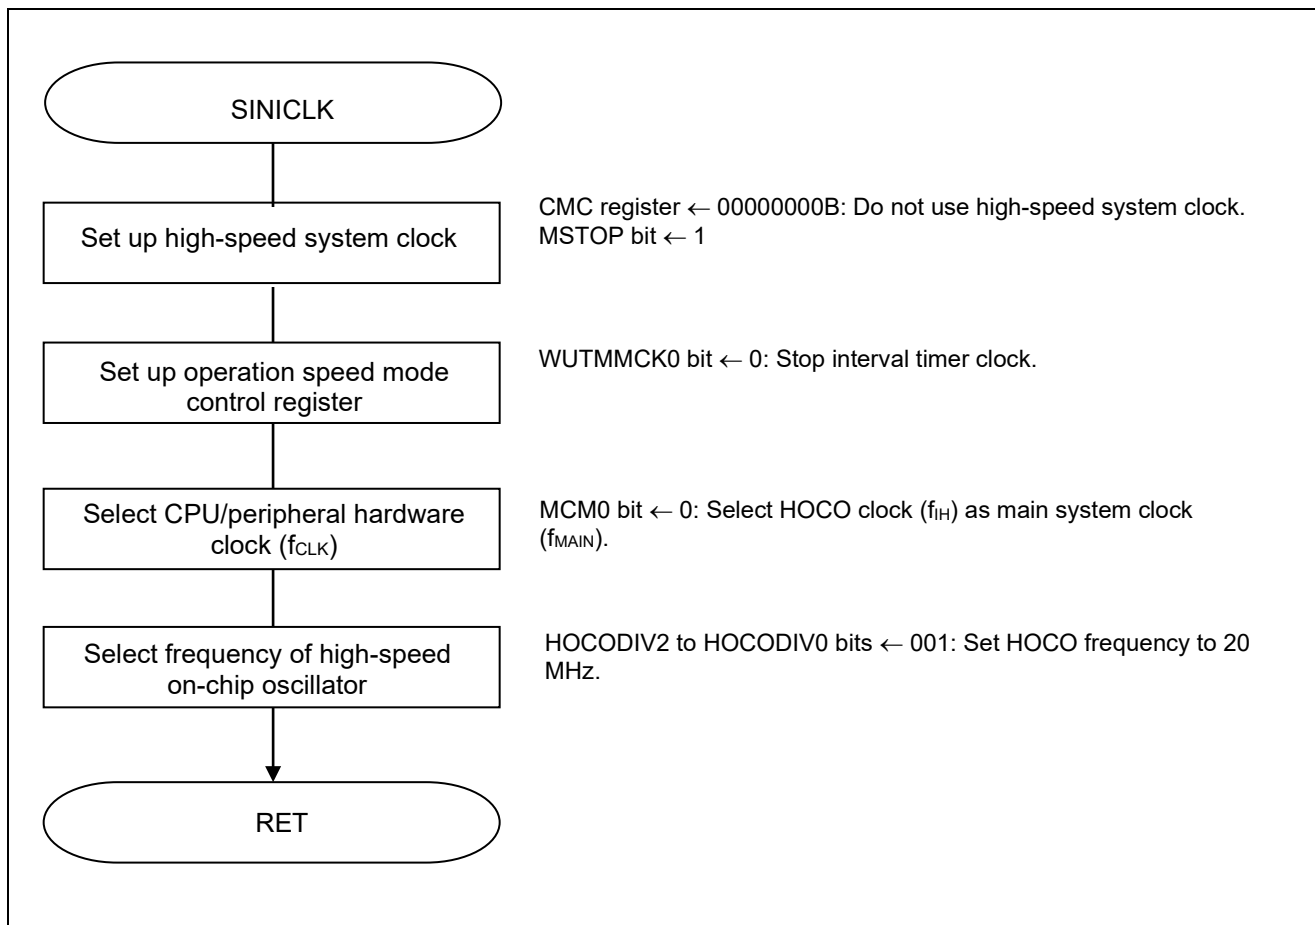 SINICLK
Set up high-speed system clock
CMC register ← 00000000B: Do not use high-speed system clock.
MSTOP bit ← 1
Set up operation speed mode
control register
WUTMMCK0 bit ← 0: Stop interval timer clock.
Select CPU/peripheral hardware
clock (fCLK)
MCM0 bit ← 0: Select HOCO clock (fIH) as main system clock
(fMAIN).
Select frequency of high-speed
on-chip oscillator
HOCODIV2 to HOCODIV0 bits ← 001: Set HOCO frequency to 20
MHz.
RET